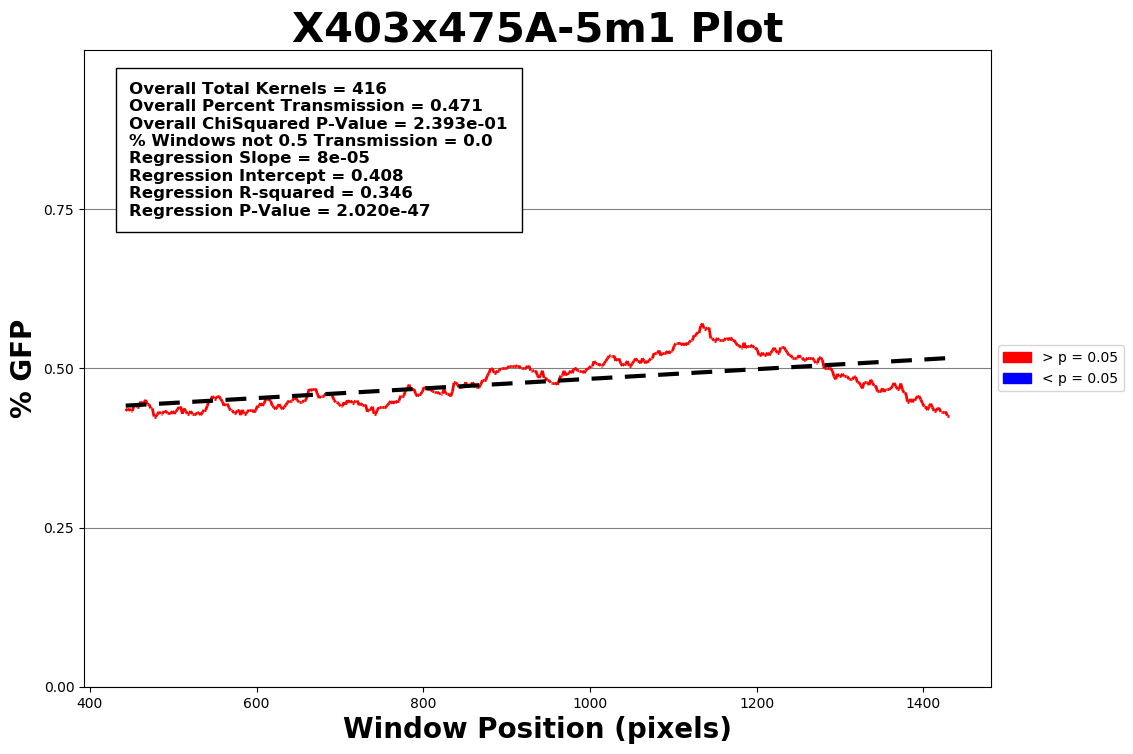 X403x475A-5m1 Plot
Overall Total Kernels = 416
Overall Percent Transmission = 0.471
Overall ChiSquared P-Value = 2.393e-01
% Windows not 0.5 Transmission = 0.0
Regression Slope = 8e-05
Regression Intercept = 0.408
Regression R-squared = 0.346
Regression P-Value = 2.020e-47
% GFP
0.75
0.50
0.25
0.00
> p = 0.05
< p = 0.05
400 600 800 1000 1200 1400
Window Position (pixels)